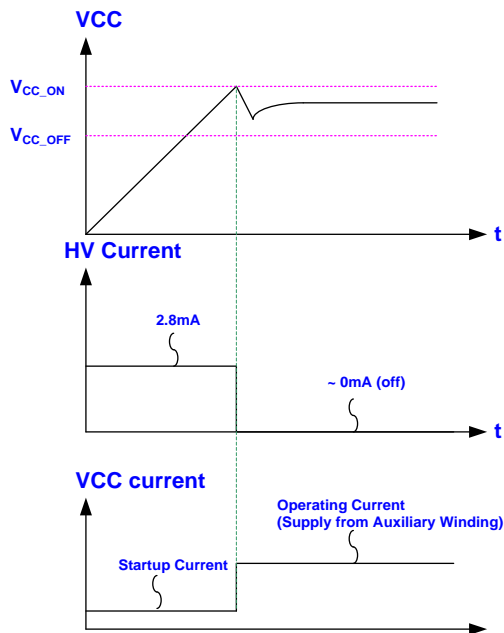 VCC
VCC_ON
VCC_OFF
t
HV Current
2.8mA
~ 0mA (off)
t
VCC current
Operating Current
(Supply from Auxiliary Winding)
Startup Current